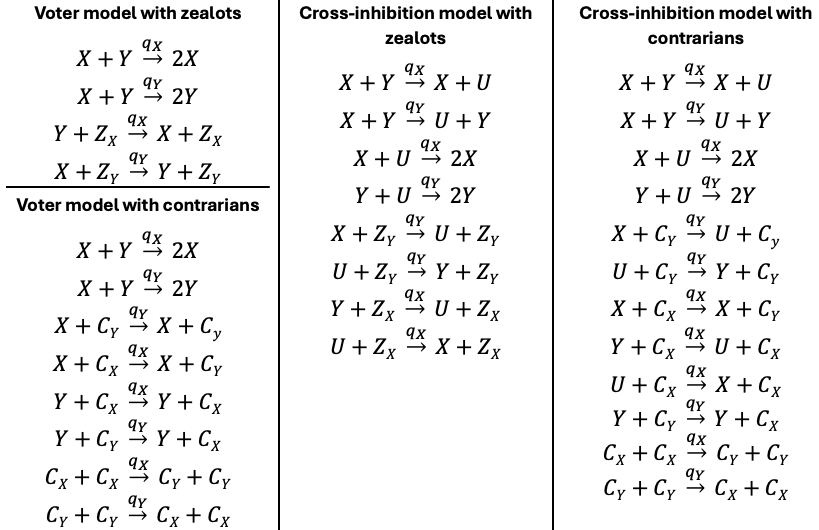 Voter model with zealots
X + Y \overset{q_X}{\rightarrow} 2X
X + Y \overset{q_Y}{\rightarrow} 2Y
Y + Z_X \overset{q_X}{\rightarrow} X + Z_X
X + Z_Y \overset{q_Y}{\rightarrow} Y + Z_Y
Voter model with contrarians
X + Y \overset{q_X}{\rightarrow} 2X
X + Y \overset{q_Y}{\rightarrow} 2Y
X + C_Y \overset{q_Y}{\rightarrow} X + C_y
X + C_X \overset{q_X}{\rightarrow} X + C_Y
Y + C_X \overset{q_X}{\rightarrow} Y + C_X
Y + C_Y \overset{q_Y}{\rightarrow} Y + C_X
C_X + C_X \overset{q_X}{\rightarrow} C_Y + C_Y
C_Y + C_Y \overset{q_Y}{\rightarrow} C_X + C_X
Cross-inhibition model with
zealots
X + Y \overset{q_X}{\rightarrow} X + U
X + Y \overset{q_Y}{\rightarrow} U + Y
X + U \overset{q_X}{\rightarrow} 2X
Y + U \overset{q_Y}{\rightarrow} 2Y
X + Z_Y \overset{q_Y}{\rightarrow} U + Z_Y
U + Z_Y \overset{q_Y}{\rightarrow} Y + Z_Y
Y + Z_X \overset{q_X}{\rightarrow} U + Z_X
U + Z_X \overset{q_X}{\rightarrow} X + Z_X
Cross-inhibition model with
contrarians
X + Y \overset{q_X}{\rightarrow} X + U
X + Y \overset{q_Y}{\rightarrow} U + Y
X + U \overset{q_X}{\rightarrow} 2X
Y + U \overset{q_Y}{\rightarrow} 2Y
X + C_Y \overset{q_Y}{\rightarrow} U + C_y
U + C_Y \overset{q_Y}{\rightarrow} Y + C_Y
X + C_X \overset{q_X}{\rightarrow} X + C_Y
Y + C_X \overset{q_X}{\rightarrow} U + C_X
U + C_X \overset{q_X}{\rightarrow} X + C_X
Y + C_Y \overset{q_Y}{\rightarrow} Y + C_X
C_X + C_X \overset{q_X}{\rightarrow} C_Y + C_Y
C_Y + C_Y \overset{q_Y}{\rightarrow} C_X + C_X